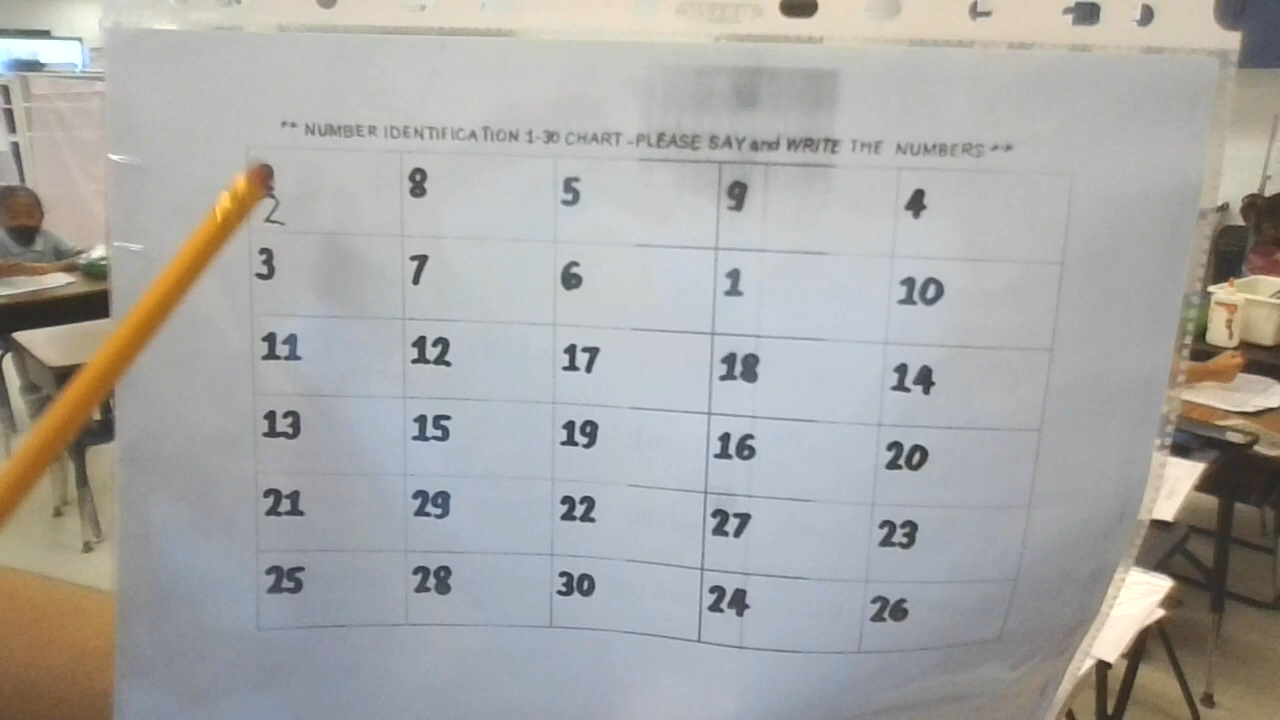 ** NUMBER IDENTIFICATION 1-30 CHART -PLEASE SAY and WRITE THE NUMBERS **
2 8 5 9 4
2
3 7 6 1 10
11 12 17 18 14
13 15 19 16 20
21 29 22 27 23
25 28 30 24 26